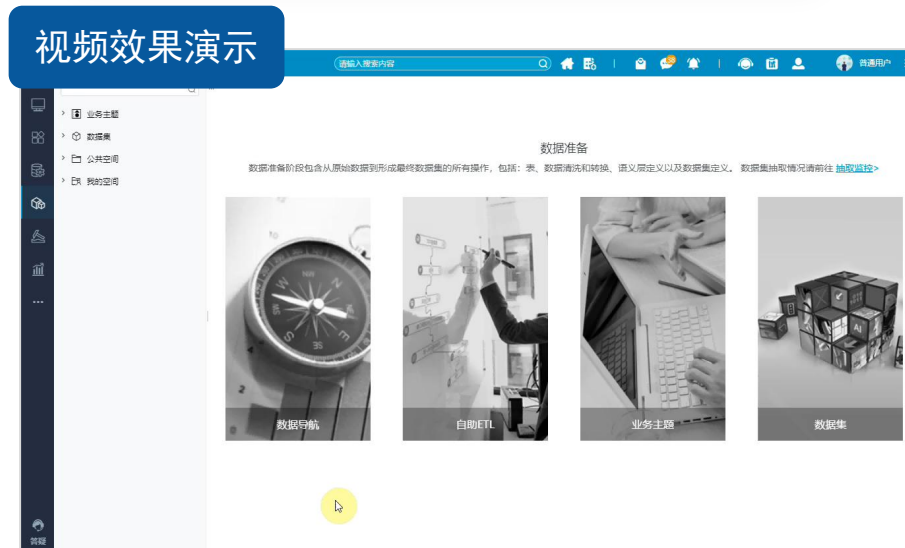 视频效果演示
请输入搜索内容
普通用户
业务主题
数据集
公共空间
我的空间
数据准备
数据准备阶段包含从原始数据到形成最终数据集的所有操作，包括：表、数据清洗和转换、语义层定义以及数据集定义。 数据集抽取情况请前往 抽取监控>
数据导航
自助ETL
业务主题
数据集
答疑